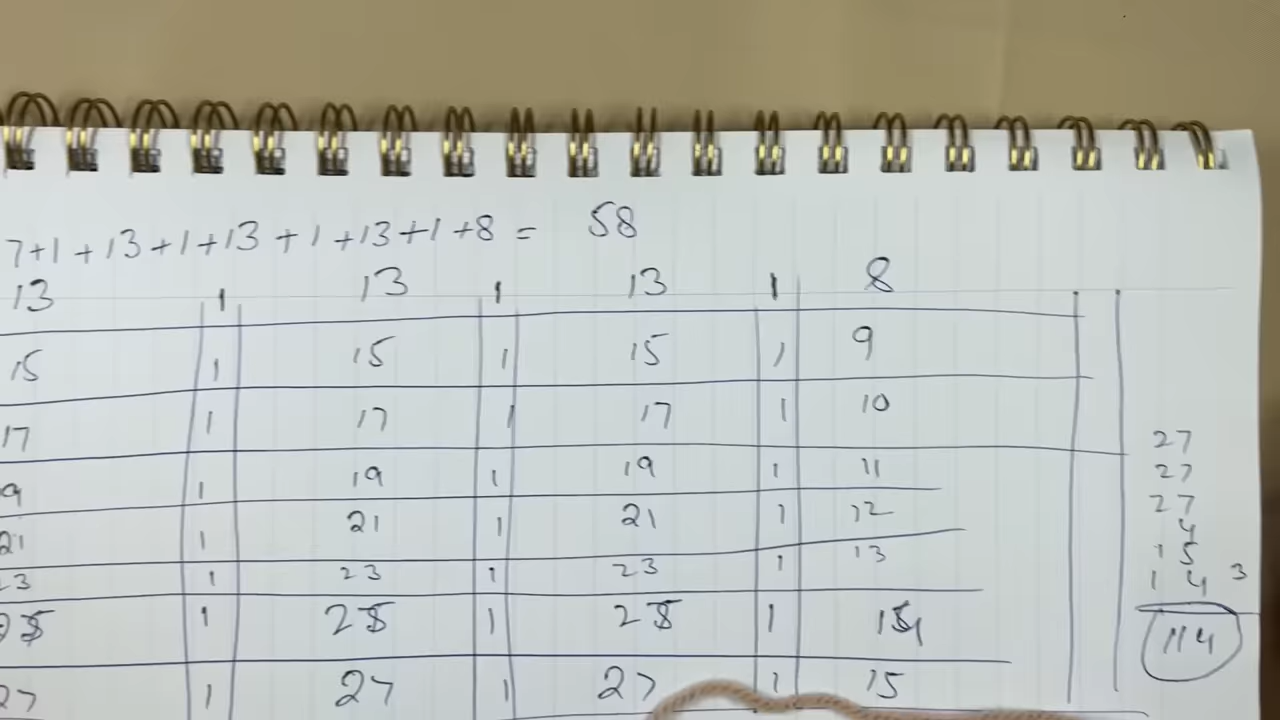 7+1+13+1+13+1+13+1+8= 58
13 1 13 1 13 1 8
15 1 15 1 15 1 9
17 1 17 1 17 1 10
9 1 19 1 19 1 11
21 1 21 1 21 1 12
23 1 23 1 23 1 13
1 1 1
27 1 27 1 27 1 15
27
27
27
4
15
14 3
114